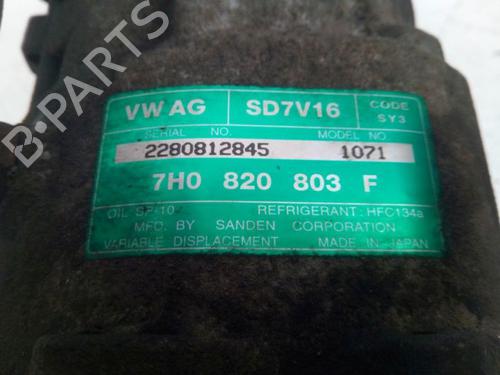 VW AG SD7V16 CODE SY3
SERIAL NO. MODEL NO.
2280812845 1071
7H0 820 803 F
OIL SP-10 REFRIGERANT: HFC134a
MFG. BY SANDEN CORPORATION
VARIABLE DISPLACEMENT MADE IN JAPAN
B-PARTS